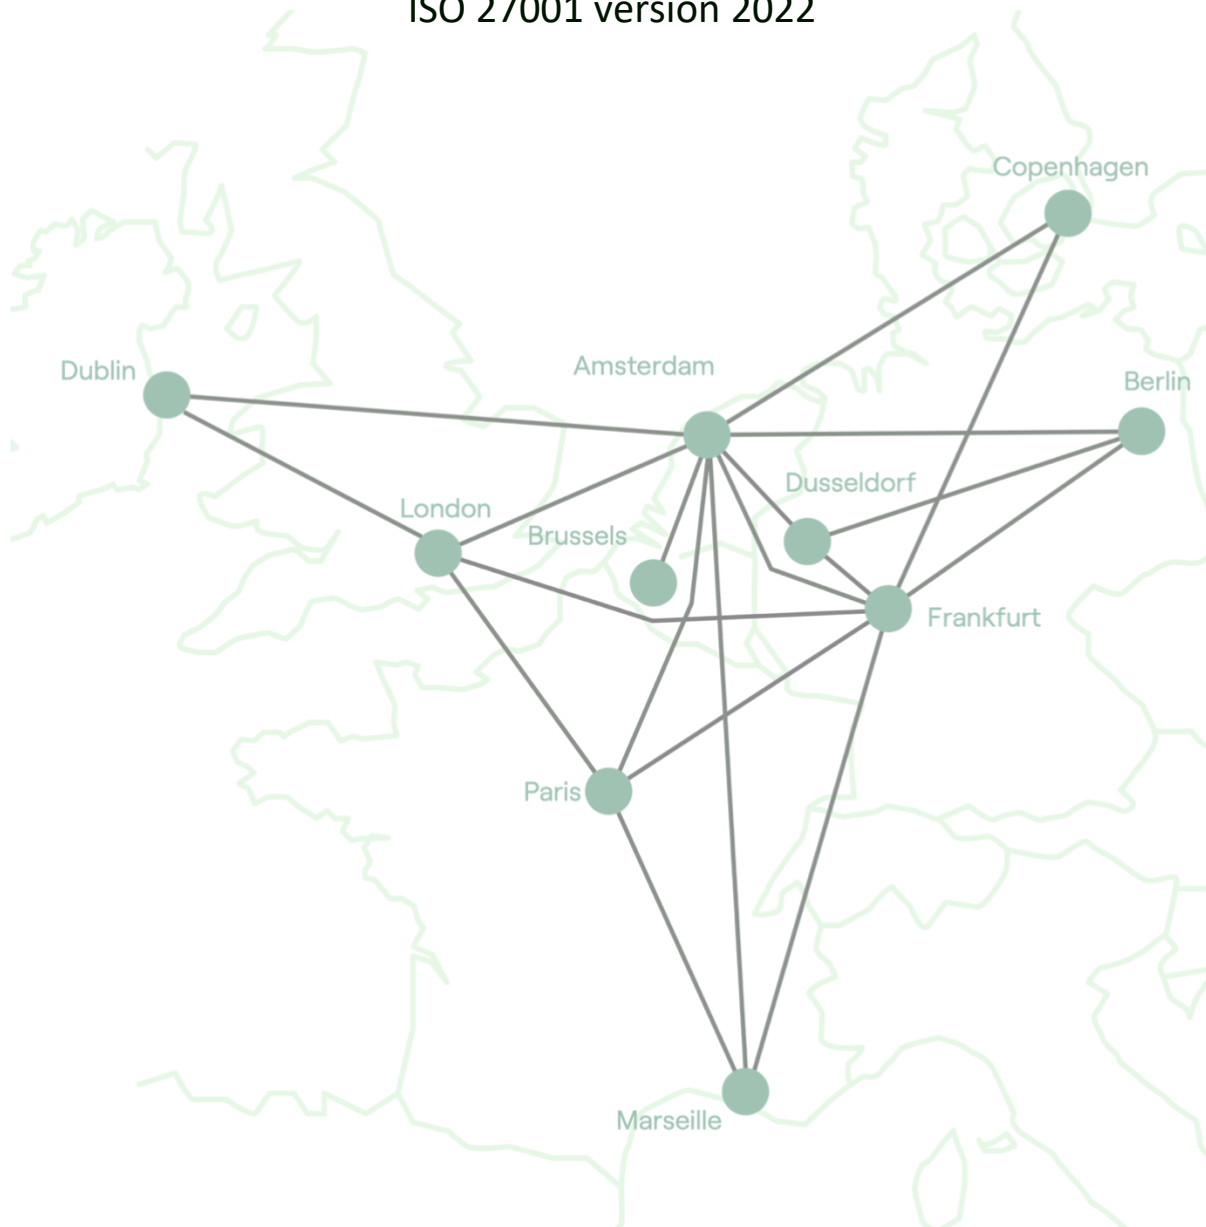 ISO 27001 version 2022
Copenhagen
Dublin
Amsterdam
Berlin
Dusseldorf
London
Brussels
Frankfurt
Paris
Marseille